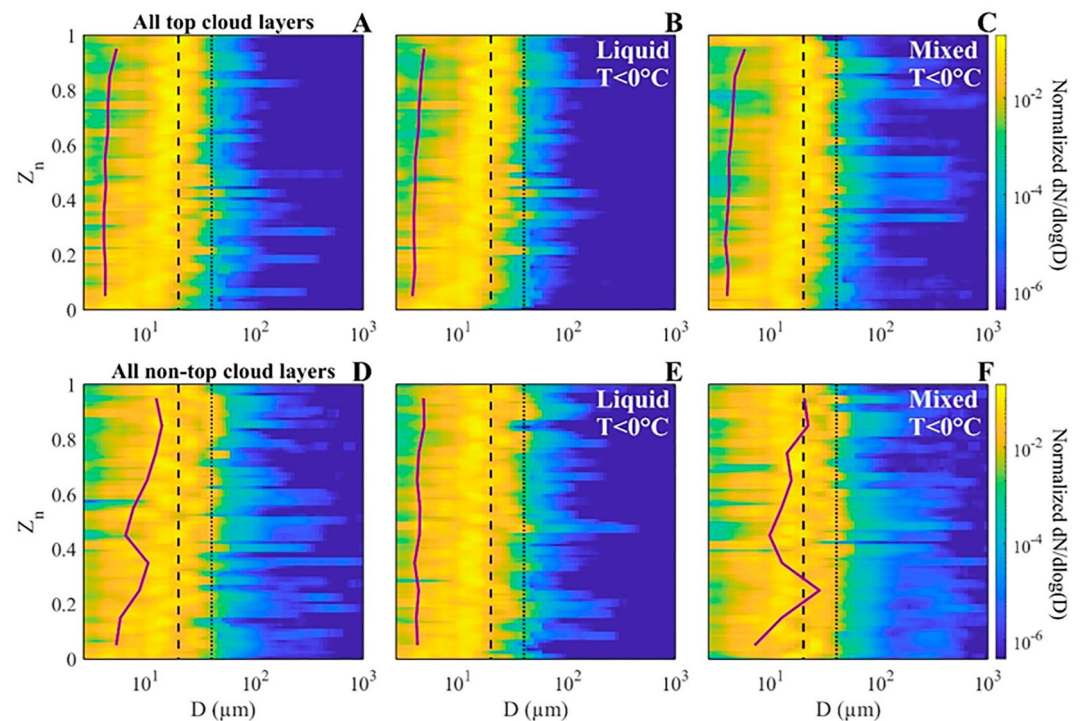 All top cloud layers A
B
C
Liquid
T<0°C
Mixed
T<0°C
1
0.8
0.6
0.4
0.2
0
Z_n
10^1 10^2 10^3
10^1 10^2 10^3
10^1 10^2 10^3
10^-2
10^-4
10^-6
Normalized dN/dlog(D)
All non-top cloud layers D
E
F
Liquid
T<0°C
Mixed
T<0°C
1
0.8
0.6
0.4
0.2
0
Z_n
10^1 10^2 10^3
10^1 10^2 10^3
10^1 10^2 10^3
D (μm)
D (μm)
D (μm)
10^-2
10^-4
10^-6
Normalized dN/dlog(D)